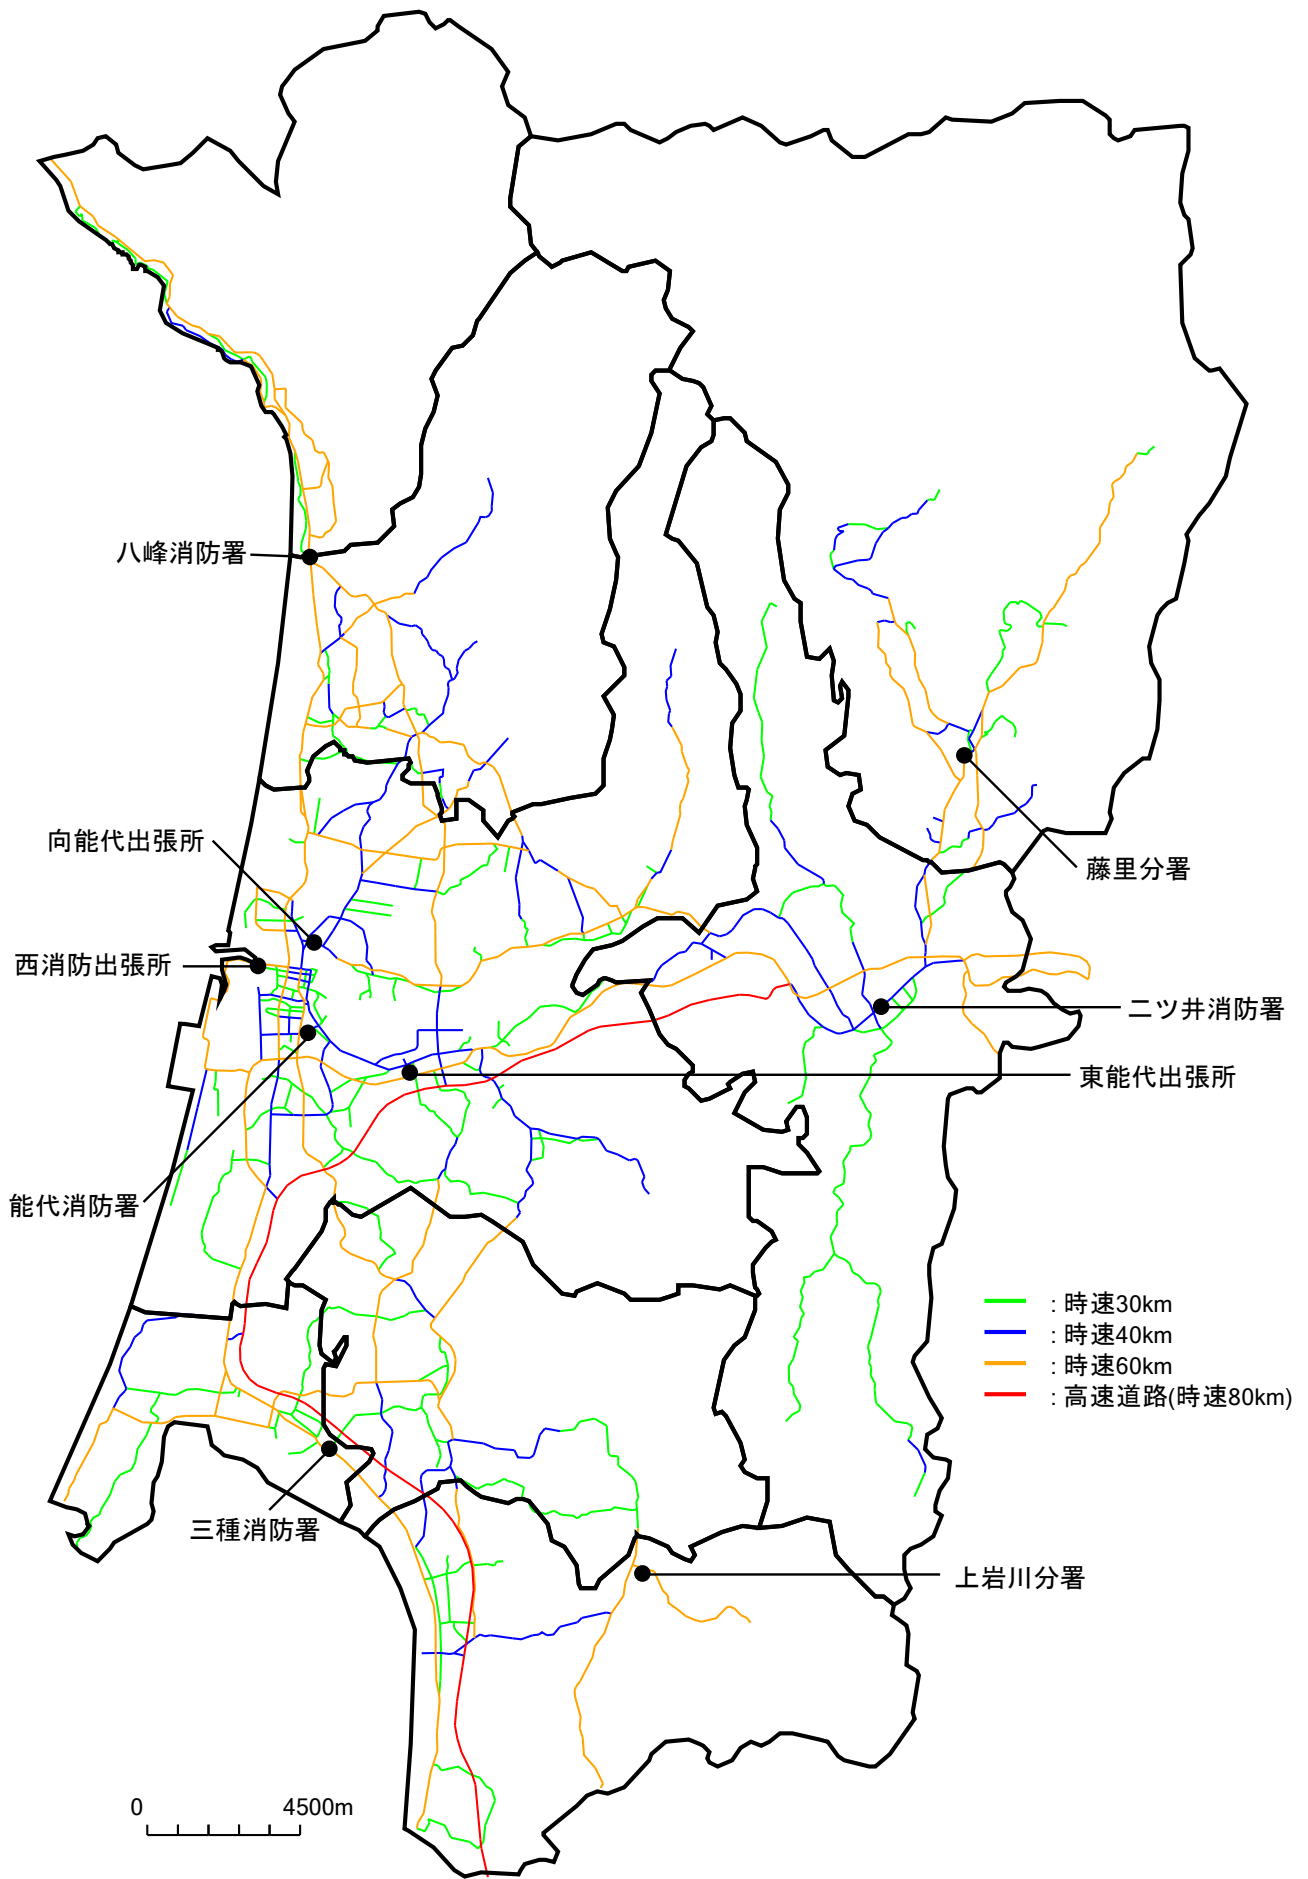 八峰消防署
向能代出張所
藤里分署
西消防出張所
二ツ井消防署
東能代出張所
能代消防署
: 時速30km
: 時速40km
: 時速60km
: 高速道路(時速80km)
三種消防署
上岩川分署
0 4500m